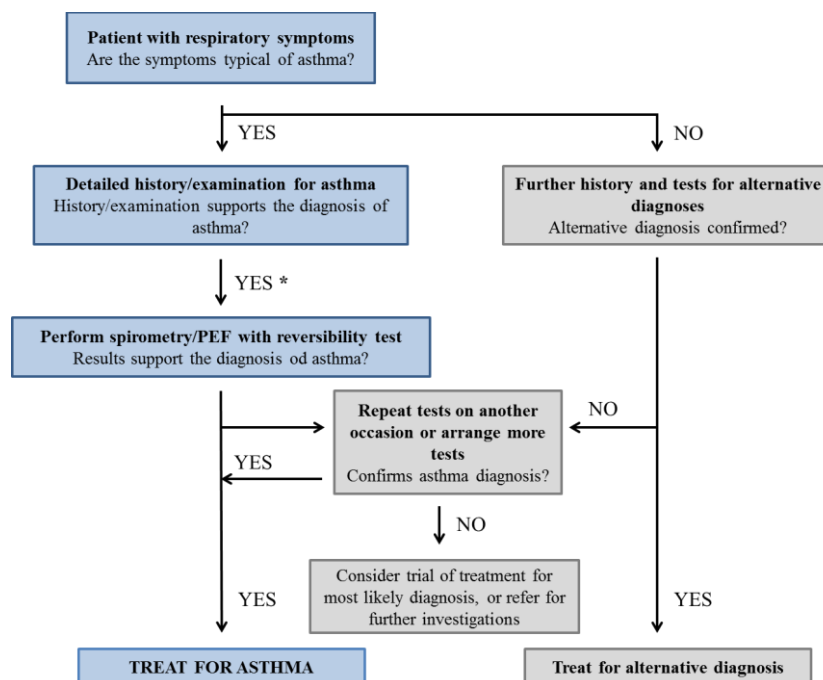 Patient with respiratory symptoms
Are the symptoms typical of asthma?
YES
NO
Detailed history/examination for asthma
History/examination supports the diagnosis of
asthma?
Further history and tests for alternative
diagnoses
Alternative diagnosis confirmed?
YES *
Perform spirometry/PEF with reversibility test
Results support the diagnosis od asthma?
Repeat tests on another
occasion or arrange more
tests
Confirms asthma diagnosis?
NO
YES
NO
Consider trial of treatment for
most likely diagnosis, or refer for
further investigations
YES
YES
TREAT FOR ASTHMA
Treat for alternative diagnosis